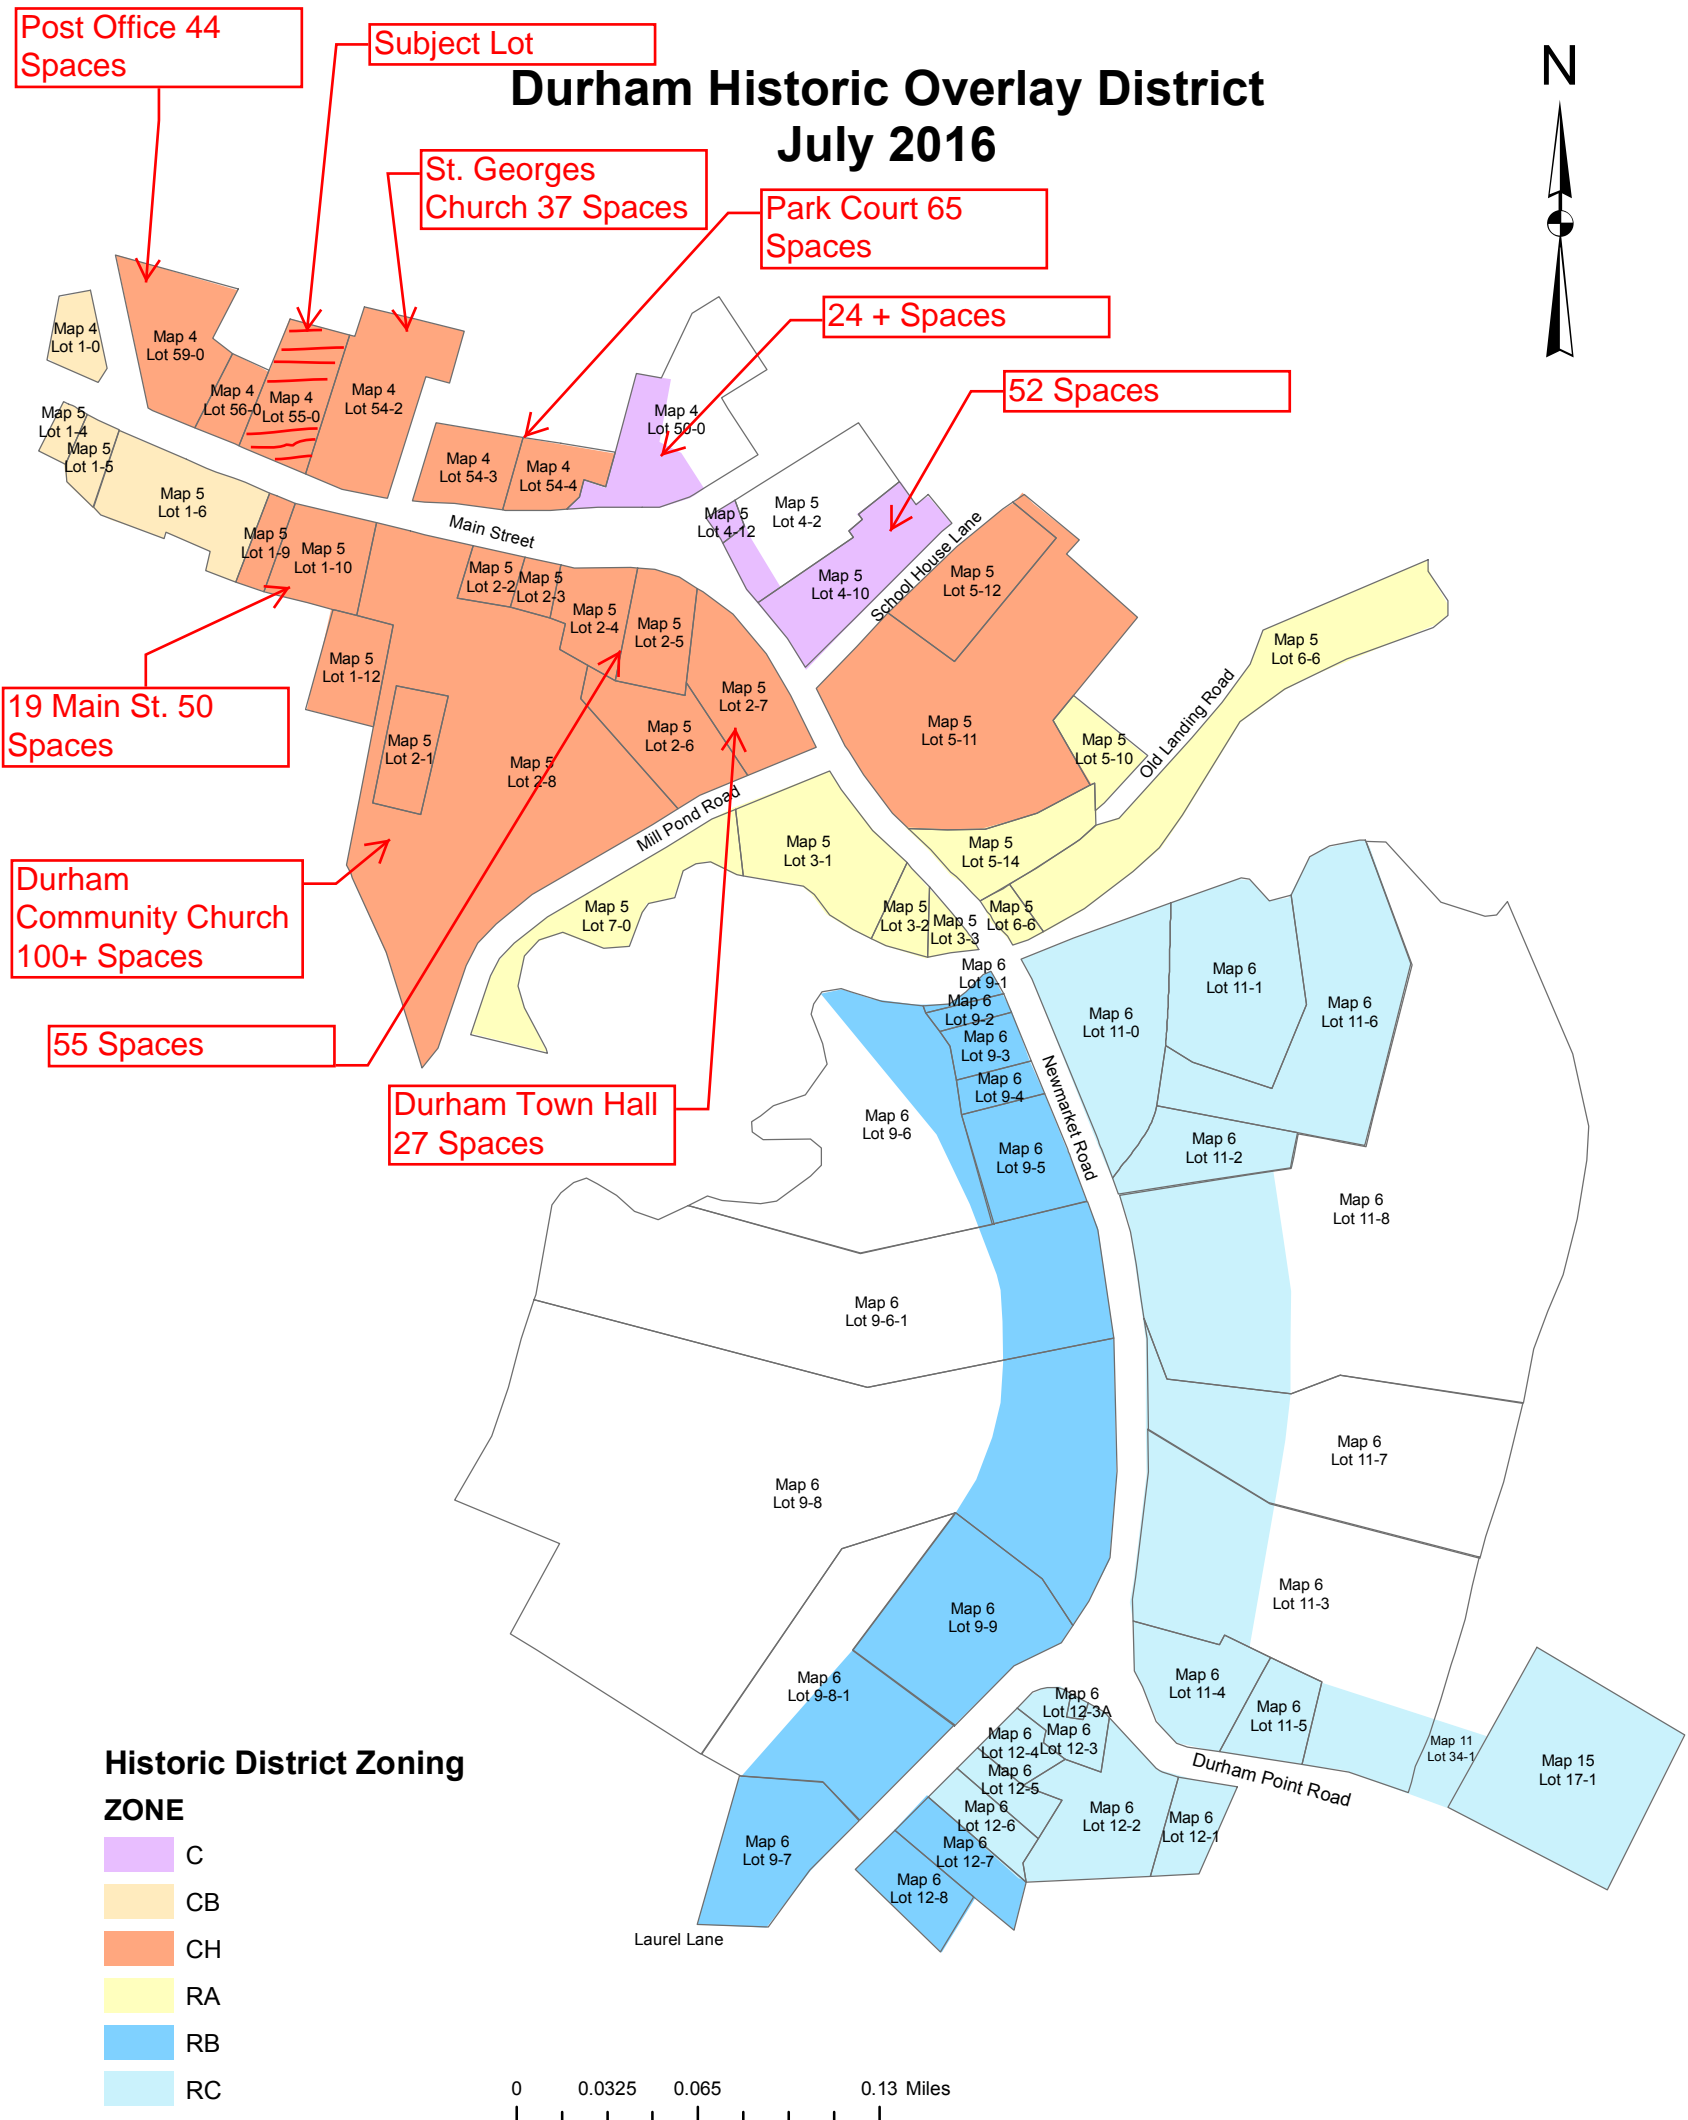 Post Office 44
Spaces
Subject Lot
Durham Historic Overlay District
July 2016
N
St. Georges
Church 37 Spaces
Park Court 65
Spaces
24 + Spaces
52 Spaces
Map 4
Lot 1-0
Map 4
Lot 59-0
Map 4
Lot 56-0
Map 4
Lot 55-0
Map 4
Lot 54-2
Map 4
Lot 54-3
Map 4
Lot 54-4
Map 4
Lot 50-0
Map 5
Lot 1-4
Map 5
Lot 1-5
Map 5
Lot 1-6
Map 5
Lot 1-9
Map 5
Lot 1-10
Main Street
Map 5
Lot 4-12
Map 5
Lot 4-2
Map 5
Lot 4-10
School House Lane
Map 5
Lot 5-12
Map 5
Lot 2-2
Map 5
Lot 2-3
Map 5
Lot 2-4
Map 5
Lot 2-5
Map 5
Lot 1-12
Map 5
Lot 2-7
Map 5
Lot 2-6
Map 5
Lot 2-1
Map 5
Lot 2-8
Map 5
Lot 5-11
Map 5
Lot 5-10
Old Landing Road
Map 5
Lot 6-6
19 Main St. 50
Spaces
Mill Pond Road
Map 5
Lot 3-1
Map 5
Lot 5-14
Durham
Community Church
100+ Spaces
Map 5
Lot 7-0
Map 5
Lot 3-2
Map 5
Lot 3-3
Map 5
Lot 6-6
55 Spaces
Durham Town Hall
27 Spaces
Map 6
Lot 9-1
Map 6
Lot 9-2
Map 6
Lot 9-3
Map 6
Lot 9-4
Map 6
Lot 9-5
Map 6
Lot 9-6
Newmarket Road
Map 6
Lot 11-0
Map 6
Lot 11-1
Map 6
Lot 11-6
Map 6
Lot 11-2
Map 6
Lot 11-8
Map 6
Lot 9-6-1
Map 6
Lot 11-7
Map 6
Lot 9-8
Map 6
Lot 11-3
Map 6
Lot 9-9
Map 6
Lot 9-8-1
Map 6
Lot 11-4
Map 6
Lot 11-5
Map 11
Lot 34-1
Map 15
Lot 17-1
Map 6
Lot 12-3A
Map 6
Lot 12-3
Map 6
Lot 12-4
Map 6
Lot 12-5
Map 6
Lot 12-6
Map 6
Lot 12-7
Map 6
Lot 12-8
Map 6
Lot 12-2
Map 6
Lot 12-1
Durham Point Road
Map 6
Lot 9-7
Laurel Lane
Historic District Zoning
ZONE
C
CB
CH
RA
RB
RC
0 0.0325 0.065 0.13 Miles